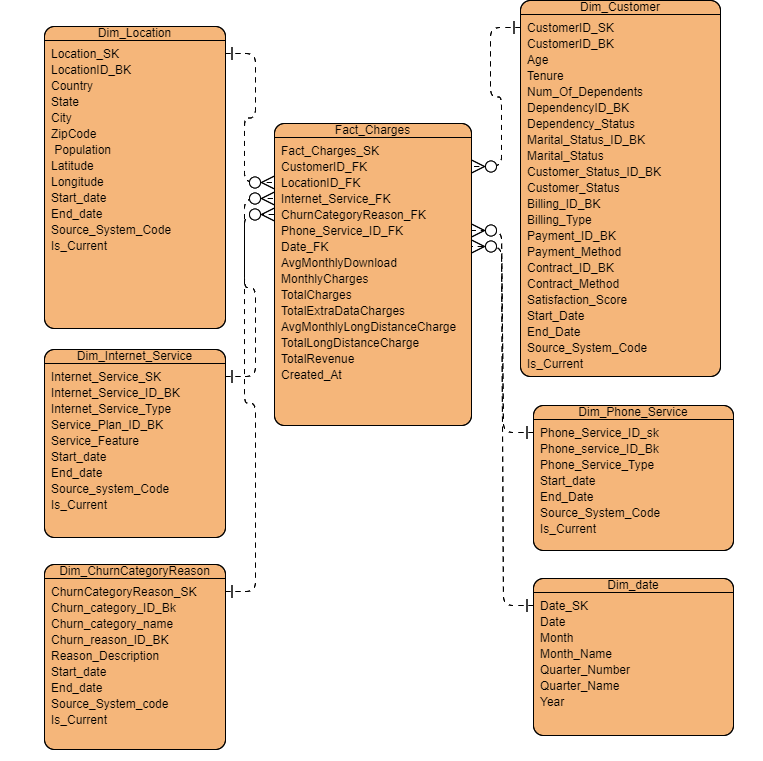 Dim_Location
Location_SK
LocationID_BK
Country
State
City
ZipCode
Population
Latitude
Longitude
Start_date
End_date
Source_System_Code
Is_Current
Dim_Internet_Service
Internet_Service_SK
Internet_Service_ID_BK
Internet_Service_Type
Service_Plan_ID_BK
Service_Feature
Start_date
End_date
Source_system_Code
Is_Current
Dim_ChurnCategoryReason
ChurnCategoryReason_SK
Churn_category_ID_Bk
Churn_category_name
Churn_reason_ID_BK
Reason_Description
Start_date
End_date
Source_System_code
Is_Current
Fact_Charges
Fact_Charges_SK
CustomerID_FK
LocationID_FK
Internet_Service_FK
ChurnCategoryReason_FK
Phone_Service_ID_FK
Date_FK
AvgMonthlyDownload
MonthlyCharges
TotalCharges
TotalExtraDataCharges
AvgMonthlyLongDistanceCharge
TotalLongDistanceCharge
TotalRevenue
Created_At
Dim_Customer
CustomerID_SK
CustomerID_BK
Age
Tenure
Num_Of_Dependents
DependencyID_BK
Dependency_Status
Marital_Status_ID_BK
Marital_Status
Customer_Status_ID_BK
Customer_Status
Billing_ID_BK
Billing_Type
Payment_ID_BK
Payment_Method
Contract_ID_BK
Contract_Method
Satisfaction_Score
Start_Date
End_Date
Source_System_Code
Is_Current
Dim_Phone_Service
Phone_Service_ID_sk
Phone_service_ID_Bk
Phone_Service_Type
Start_date
End_Date
Source_System_Code
Is_Current
Dim_date
Date_SK
Date
Month
Month_Name
Quarter_Number
Quarter_Name
Year